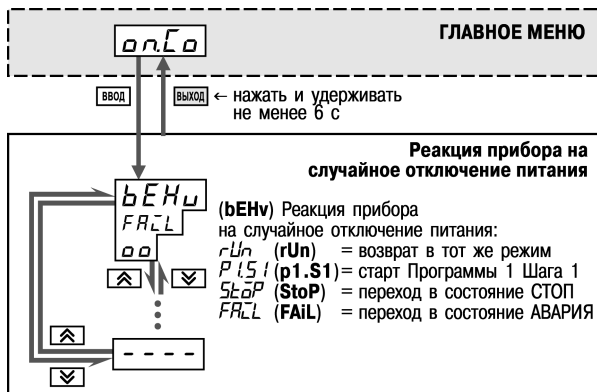 ГЛАВНОЕ МЕНЮ
on.Co
ВВОД
ВЫХОД ← нажать и удерживать
не менее 6 с
Реакция прибора на
случайное отключение питания
bEHu
FAiL
oo
(bEHv) Реакция прибора
на случайное отключение питания:
rUn (rUn) = возврат в тот же режим
P1.S1 (p1.S1) = старт Программы 1 Шага 1
StoP (StoP) = переход в состояние СТОП
FAiL (FAiL) = переход в состояние АВАРИЯ
- - - -